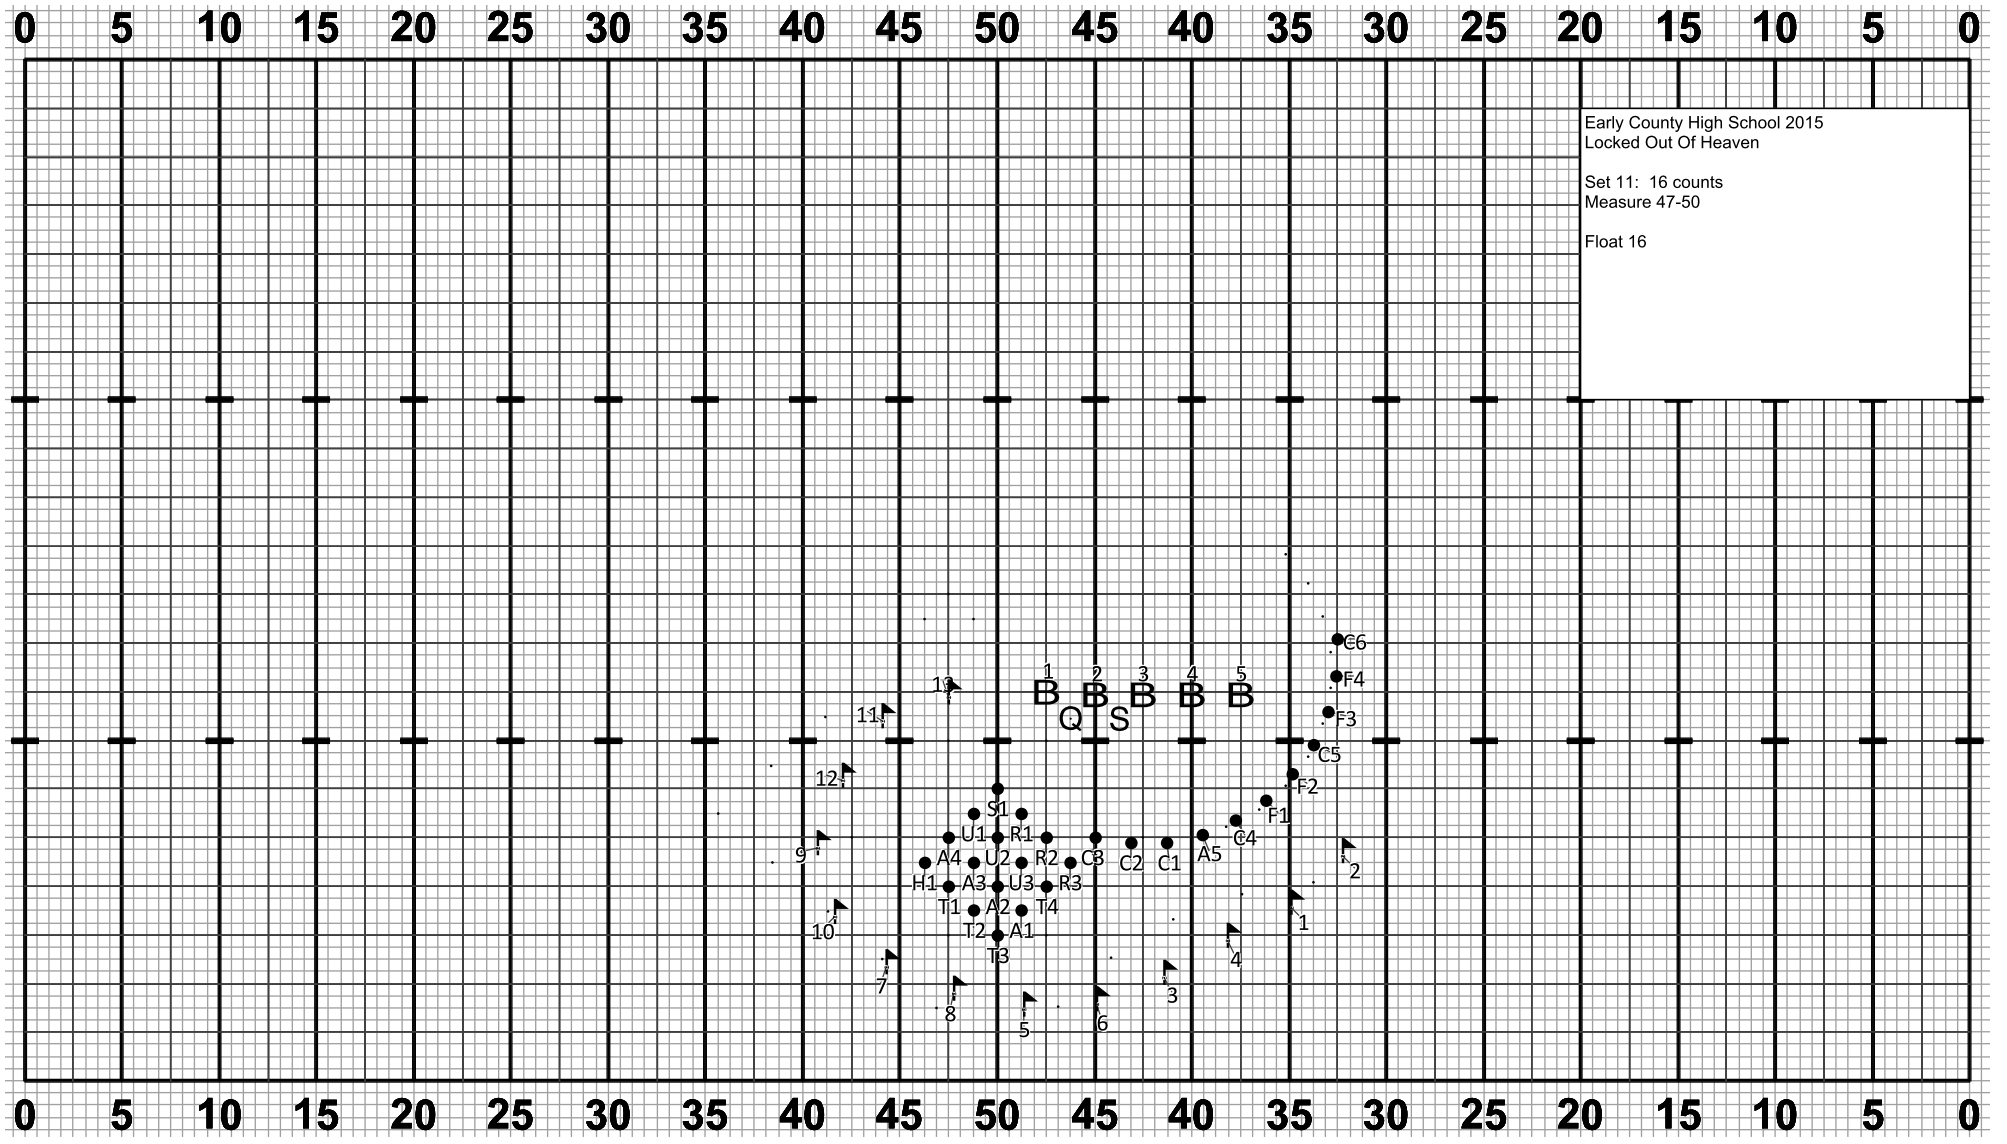 0 5 10 15 20 25 30 35 40 45 50 45 40 35 30 25 20 15 10 5 0
Early County High School 2015
Locked Out Of Heaven
Set 11: 16 counts
Measure 47-50
Float 16
C6
1 2 3 4 5
13 B B B B B F4
11 Q S F3
C5
12 F2
S1 F1
U1 R1 C4
9 A4 U2 R2 C3 C2 C1 A5
2
H1 A3 U3 R3
T1 A2 T4
10 T2 A1 1
T3 4
7 3
8 5 6
0 5 10 15 20 25 30 35 40 45 50 45 40 35 30 25 20 15 10 5 0